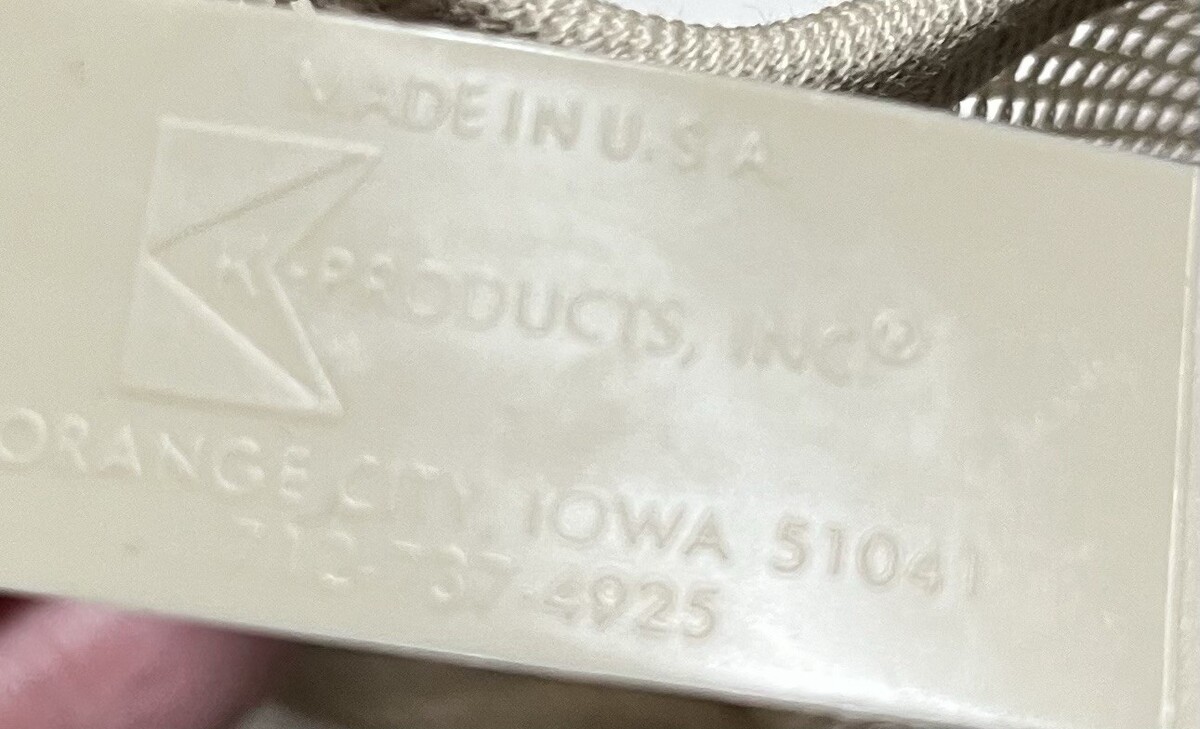 MADE IN U.S.A
K-PRODUCTS, INC.®
ORANGE CITY, IOWA 51041
712-737-4925